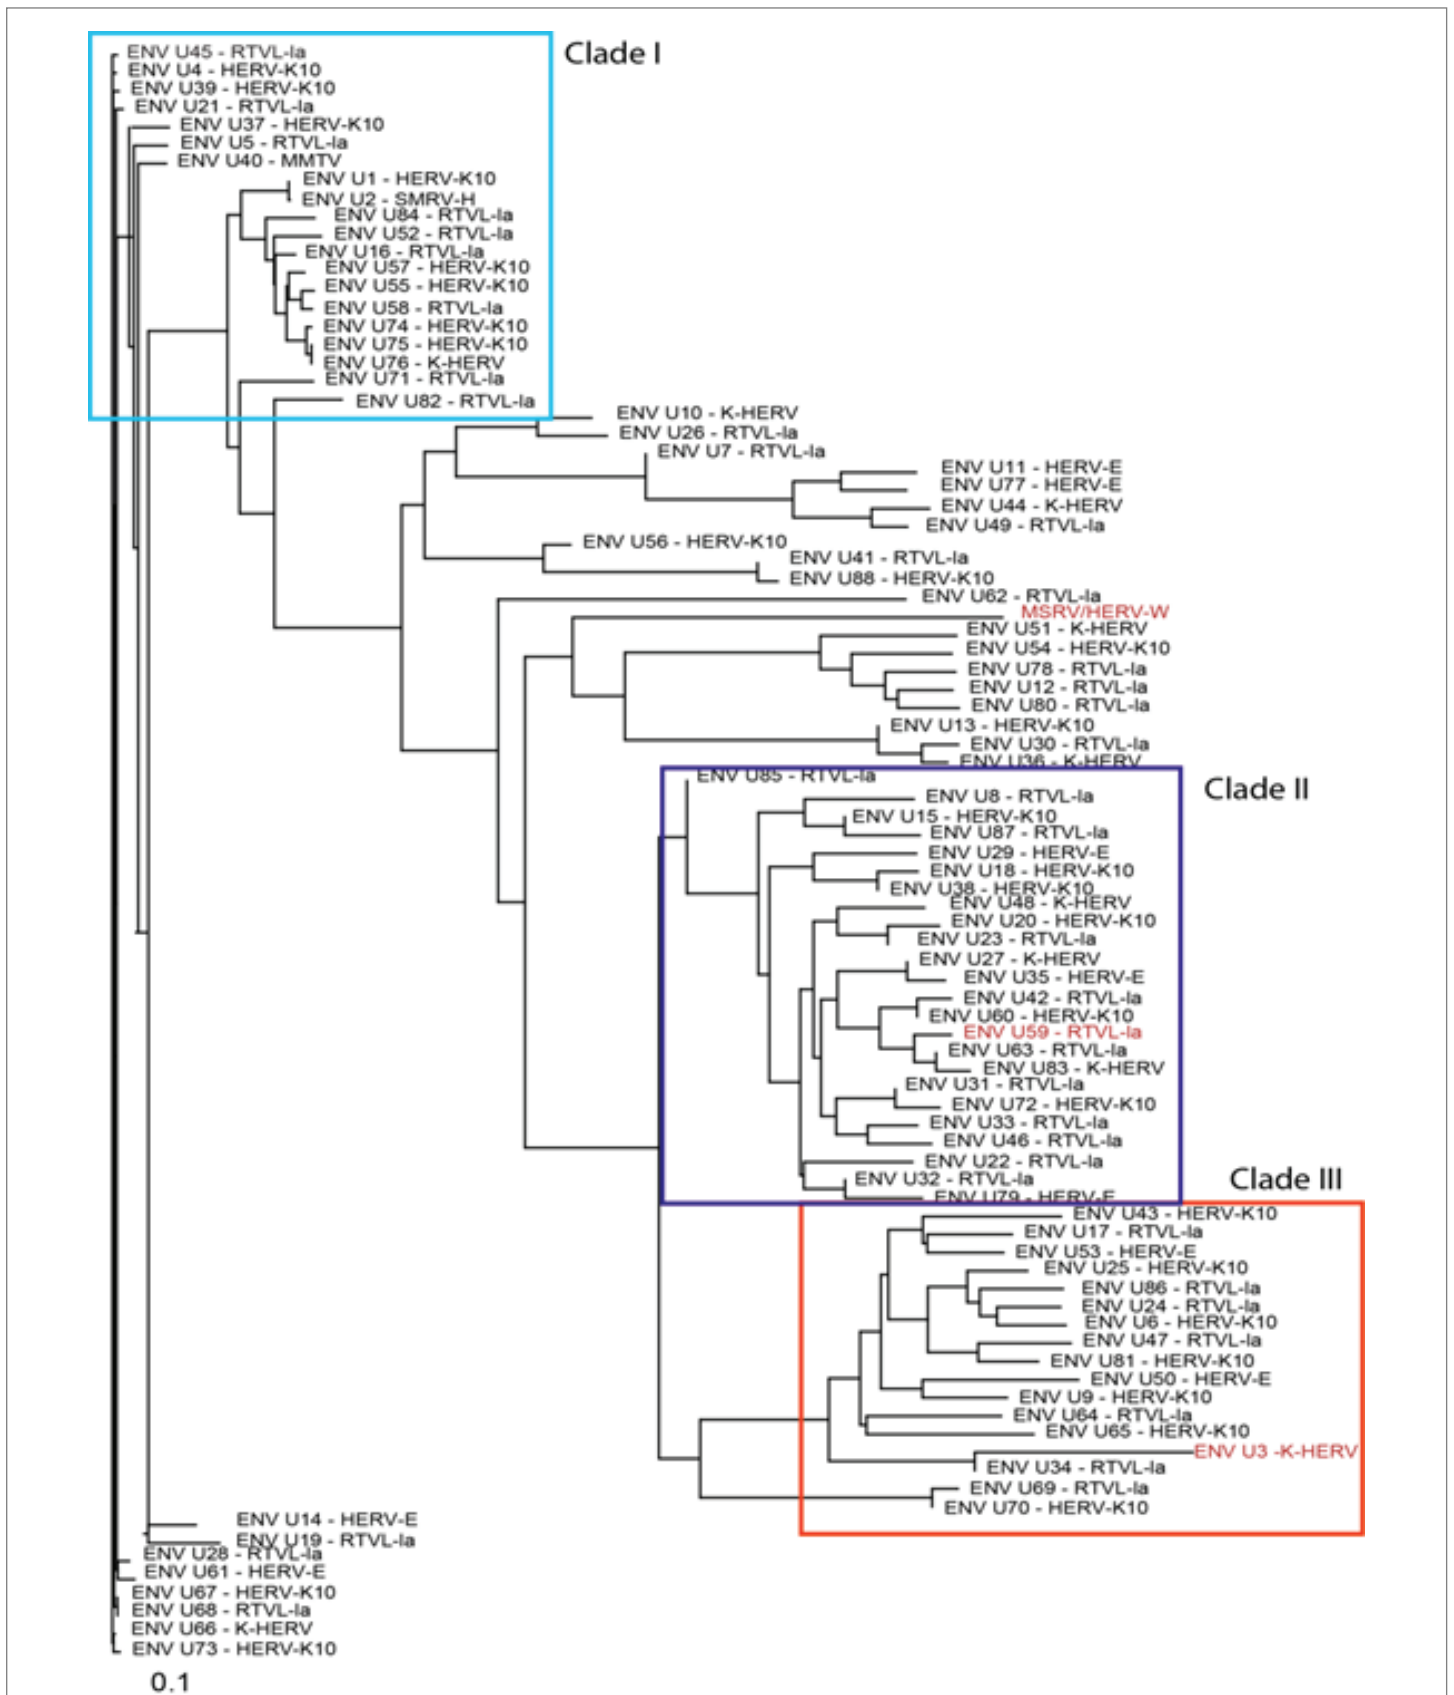 Clade I
ENV U45 - RTVL-Ia
ENV U4 - HERV-K10
ENV U39 - HERV-K10
ENV U21 - RTVL-Ia
ENV U37 - HERV-K10
ENV U5 - RTVL-Ia
ENV U40 - MMTV
ENV U1 - HERV-K10
ENV U2 - SMRV-H
ENV U84 - RTVL-Ia
ENV U52 - RTVL-Ia
ENV U16 - RTVL-Ia
ENV U57 - HERV-K10
ENV U55 - HERV-K10
ENV U58 - RTVL-Ia
ENV U74 - HERV-K10
ENV U75 - HERV-K10
ENV U76 - K-HERV
ENV U71 - RTVL-Ia
ENV U82 - RTVL-Ia
ENV U10 - K-HERV
ENV U26 - RTVL-Ia
ENV U7 - RTVL-Ia
ENV U11 - HERV-E
ENV U77 - HERV-E
ENV U44 - K-HERV
ENV U49 - RTVL-Ia
ENV U56 - HERV-K10
ENV U41 - RTVL-Ia
ENV U88 - HERV-K10
ENV U62 - RTVL-Ia
MSRV/HERV-W
ENV U51 - K-HERV
ENV U54 - HERV-K10
ENV U78 - RTVL-Ia
ENV U12 - RTVL-Ia
ENV U80 - RTVL-Ia
ENV U13 - HERV-K10
ENV U30 - RTVL-Ia
ENV U36 - K-HERV
Clade II
ENV U85 - RTVL-Ia
ENV U8 - RTVL-Ia
ENV U15 - HERV-K10
ENV U87 - RTVL-Ia
ENV U29 - HERV-E
ENV U18 - HERV-K10
ENV U38 - HERV-K10
ENV U48 - K-HERV
ENV U20 - HERV-K10
ENV U23 - RTVL-Ia
ENV U27 - K-HERV
ENV U35 - HERV-E
ENV U42 - RTVL-Ia
ENV U60 - HERV-K10
ENV U59 - RTVL-Ia
ENV U63 - RTVL-Ia
ENV U83 - K-HERV
ENV U31 - RTVL-Ia
ENV U72 - HERV-K10
ENV U33 - RTVL-Ia
ENV U46 - RTVL-Ia
ENV U22 - RTVL-Ia
ENV U32 - RTVL-Ia
ENV U79 - HERV-E
Clade III
ENV U43 - HERV-K10
ENV U17 - RTVL-Ia
ENV U53 - HERV-E
ENV U25 - HERV-K10
ENV U86 - RTVL-Ia
ENV U24 - RTVL-Ia
ENV U6 - HERV-K10
ENV U47 - RTVL-Ia
ENV U81 - HERV-K10
ENV U50 - HERV-E
ENV U9 - HERV-K10
ENV U64 - RTVL-Ia
ENV U65 - HERV-K10
ENV U3 -K-HERV
ENV U34 - RTVL-Ia
ENV U69 - RTVL-Ia
ENV U70 - HERV-K10
ENV U14 - HERV-E
ENV U19 - RTVL-Ia
ENV U28 - RTVL-Ia
ENV U61 - HERV-E
ENV U67 - HERV-K10
ENV U68 - RTVL-Ia
ENV U66 - K-HERV
ENV U73 - HERV-K10
0.1